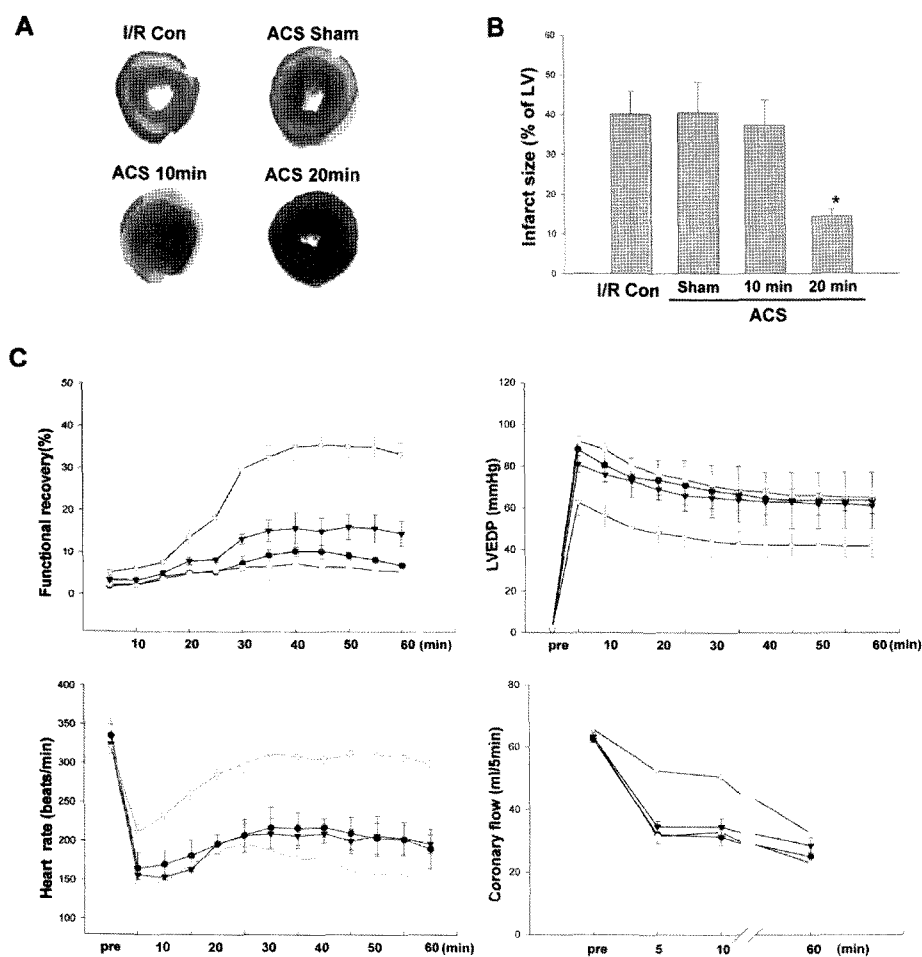 A
I/R Con
ACS Sham
ACS 10min
ACS 20min
B
Infarct size (% of LV)
60
50
40
30
20
10
0
*
I/R Con
Sham
10 min
20 min
ACS
C
Functional recovery(%)
50
40
30
20
10
0
10 20 30 40 50 60 (min)
LVEDP (mmHg)
120
100
80
60
40
20
0
pre 10 20 30 40 50 60 (min)
Heart rate (beats/min)
400
350
300
250
200
150
100
pre 10 20 30 40 50 60 (min)
Coronary flow (ml/5min)
80
60
40
20
0
pre 5 10 60 (min)